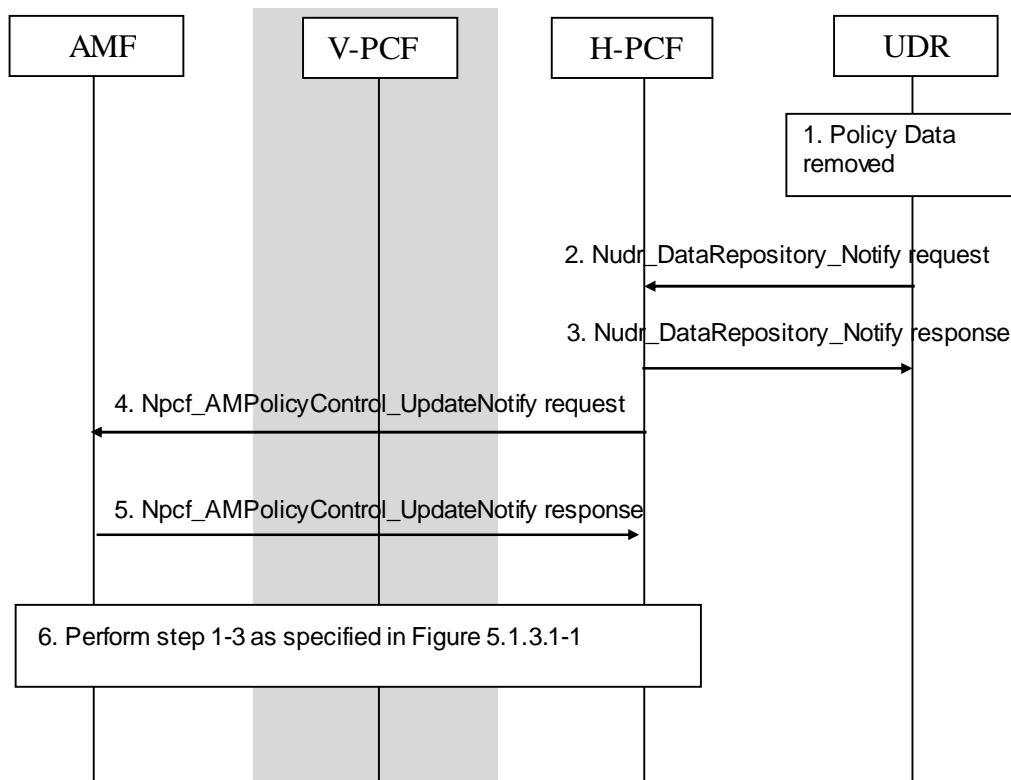 AMF
V-PCF
H-PCF
UDR
1. Policy Data
removed
2. Nudr_DataRepository_Notify request
3. Nudr_DataRepository_Notify response
4. Npcf_AMPolicyControl_UpdateNotify request
5. Npcf_AMPolicyControl_UpdateNotify response
6. Perform step 1-3 as specified in Figure 5.1.3.1-1